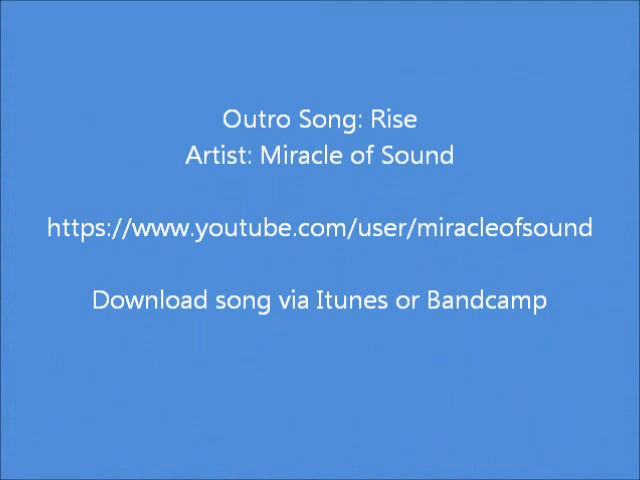 Outro Song: Rise
Artist: Miracle of Sound
https://www.youtube.com/user/miracleofsound
Download song via Itunes or Bandcamp